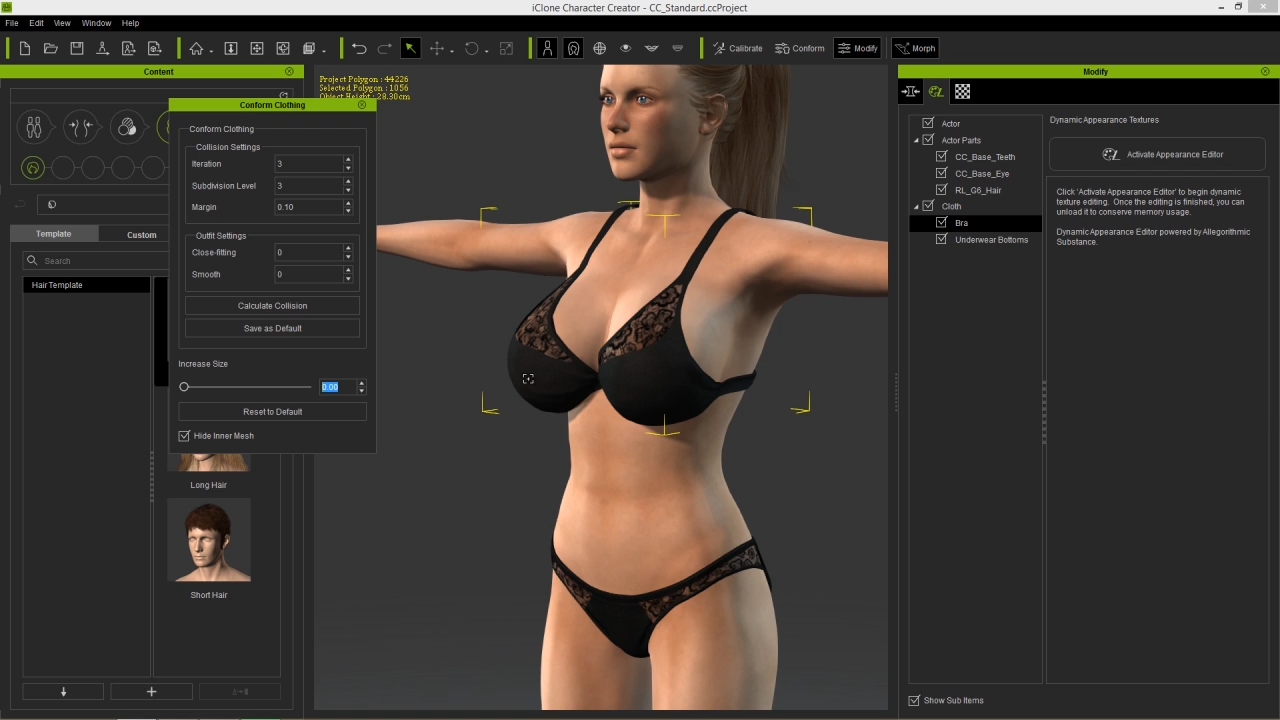 iClone Character Creator - CC_Standard.ccProject
File Edit View Window Help
Calibrate Conform Modify Morph
Content
Project Polygon : 44226
Selected Polygon : 1056
Object Height : 28.30cm
Conform Clothing
Conform Clothing
Collision Settings
Iteration 3
Subdivision Level 3
Margin 0.10
Outfit Settings
Close-fitting 0
Smooth 0
Calculate Collision
Save as Default
Increase Size
0.00
Reset to Default
Hide Inner Mesh
Template Custom
Search
Hair Template
Long Hair
Short Hair
Modify
Actor
Actor Parts
CC_Base_Teeth
CC_Base_Eye
RL_G6_Hair
Cloth
Bra
Underwear Bottoms
Dynamic Appearance Textures
Activate Appearance Editor
Click 'Activate Appearance Editor' to begin dynamic
texture editing. Once the editing is finished, you can
unload it to conserve memory usage.
Dynamic Appearance Editor powered by Allegorithmic
Substance.
Show Sub Items